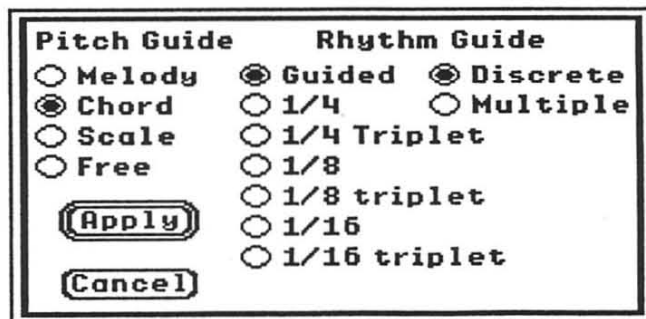 Pitch Guide Rhythm Guide
Melody Guided Discrete
Chord 1/4 Multiple
Scale 1/4 Triplet
Free 1/8
1/8 triplet
Apply 1/16
1/16 triplet
Cancel